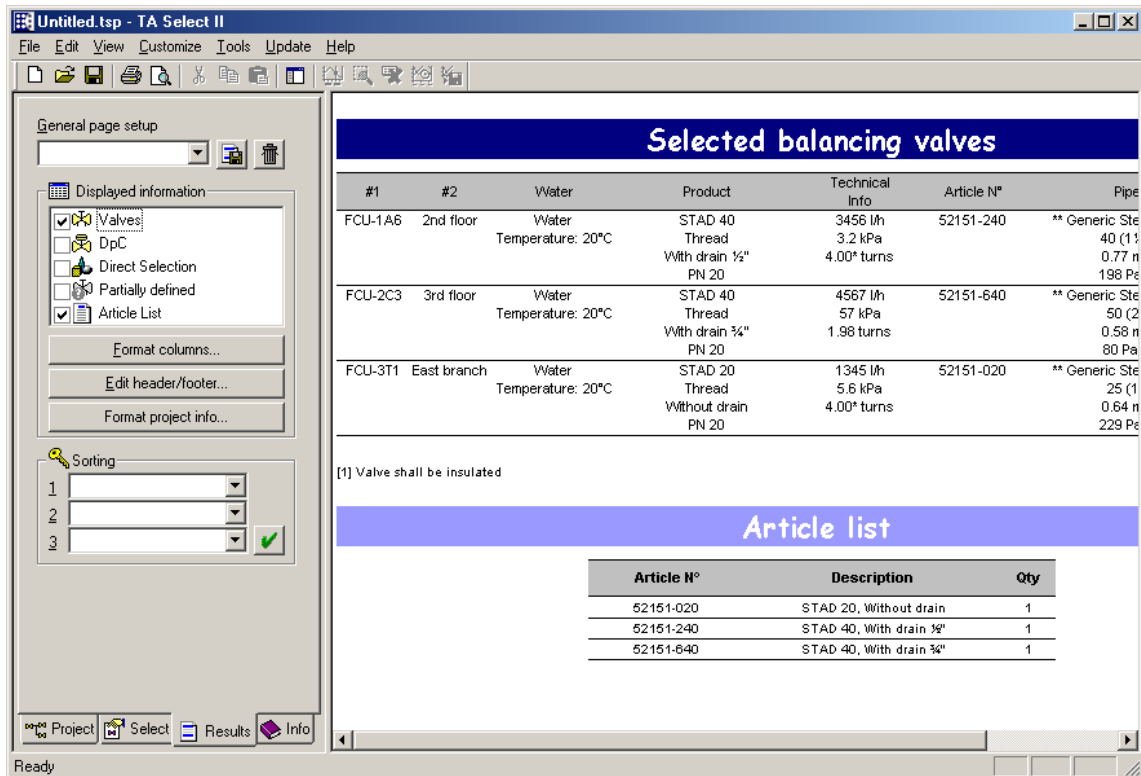 Untitled.tsp - TA Select II
File Edit View Customize Tools Update Help
General page setup
Displayed information
Valves
DpC
Direct Selection
Partially defined
Article List
Format columns...
Edit header/footer...
Format project info...
Sorting
1
2
3
Project Select Results Info
Selected balancing valves
#1 #2 Water Product Technical Info Article N° Pipe
FCU-1A6 2nd floor Water STAD 40 3456 l/h 52151-240 ** Generic Ste
Temperature: 20°C Thread 3.2 kPa 40 (1
With drain ½" 4.00* turns 0.77
PN 20 198 Pa
FCU-2C3 3rd floor Water STAD 40 4567 l/h 52151-640 ** Generic Ste
Temperature: 20°C Thread 57 kPa 50 (2
With drain ¾" 1.98 turns 0.58
PN 20 80 Pa
FCU-3T1 East branch Water STAD 20 1345 l/h 52151-020 ** Generic Ste
Temperature: 20°C Thread 5.6 kPa 25 (1
Without drain 4.00* turns 0.64
PN 20 229 Pa
[1] Valve shall be insulated
Article list
Article N° Description Qty
52151-020 STAD 20, Without drain 1
52151-240 STAD 40, With drain ½" 1
52151-640 STAD 40, With drain ¾" 1
Ready